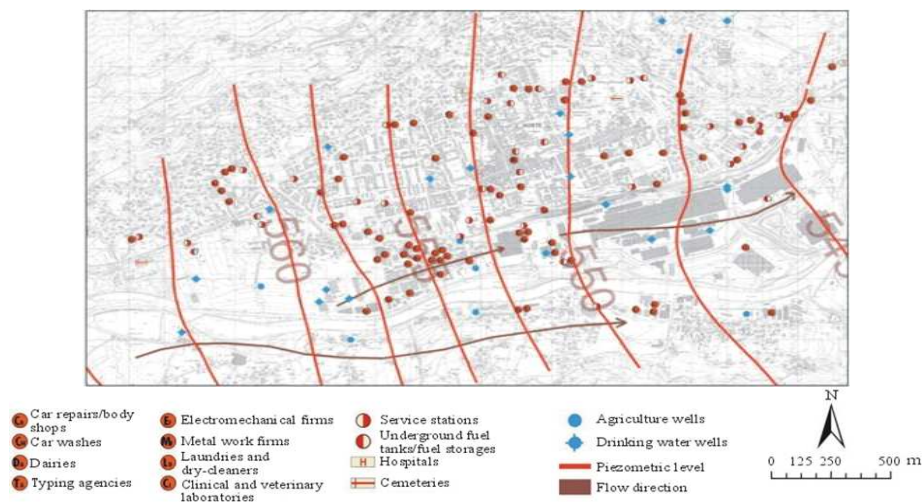 560
555
550
545
Car repairs/body
shops
Car washes
Dairies
Typing agencies
Electromechanical firms
Metal work firms
Laundries and
dry-cleaners
Clinical and veterinary
laboratories
Service stations
Underground fuel
tanks/fuel storages
H Hospitals
Cemeteries
Agriculture wells
Drinking water wells
Piezometric level
Flow direction
N
0 125 250 500 m